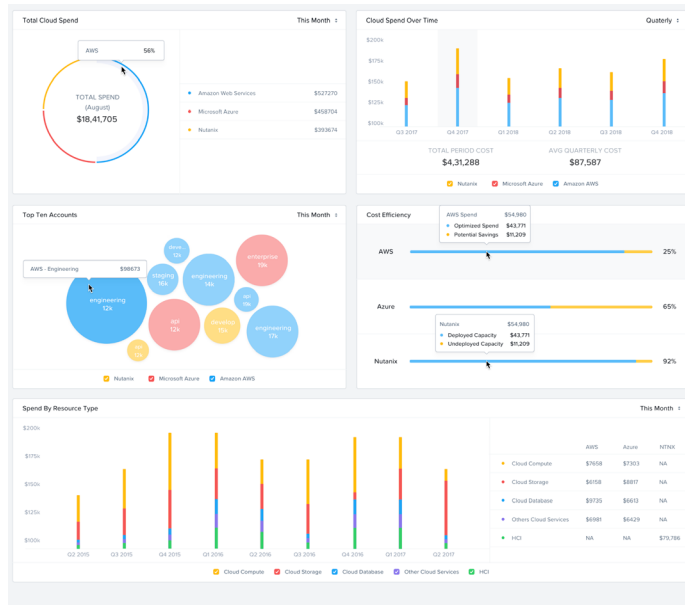 Total Cloud Spend
This Month
AWS 56%
TOTAL SPEND
(August)
$18,41,705
Amazon Web Services $527270
Microsoft Azure $458704
Nutanix $393674
Cloud Spend Over Time
Quaterly
$200k
$175k
$150k
$125k
$100k
Q3 2017 Q4 2017 Q1 2018 Q2 2018 Q3 2018 Q4 2018
TOTAL PERIOD COST AVG QUARTERLY COST
$4,31,288 $87,587
Nutanix Microsoft Azure Amazon AWS
Top Ten Accounts
This Month
AWS - Engineering $98673
deve...
12k
enterprise
19k
staging
16k
engineering
14k
engineering
12k
API
12k
engineering
17k
Nutanix Microsoft Azure Amazon AWS
Cost Efficiency
AWS Spend $54,980
Optimized Spend $43,771
Potential Savings $11,209
AWS 25%
Azure 65%
Nutanix $54,980
Deployed Capacity $43,771
Undeployed Capacity $11,209
Nutanix 92%
Spend By Resource Type
This Month
$200k
$175k
$150k
$125k
$100k
Q2 2015 Q3 2015 Q4 2015 Q1 2016 Q2 2016 Q3 2016 Q4 2016 Q1 2017 Q2 2017
AWS Azure NTNX
Cloud Compute $7658 $7303 NA
Cloud Storage $6158 $8817 NA
Cloud Database $9735 $6612 NA
Others Cloud Services $6981 $6429 NA
HCI NA NA $79,786
Cloud Compute Cloud Storage Cloud Database Other Cloud Services HCI